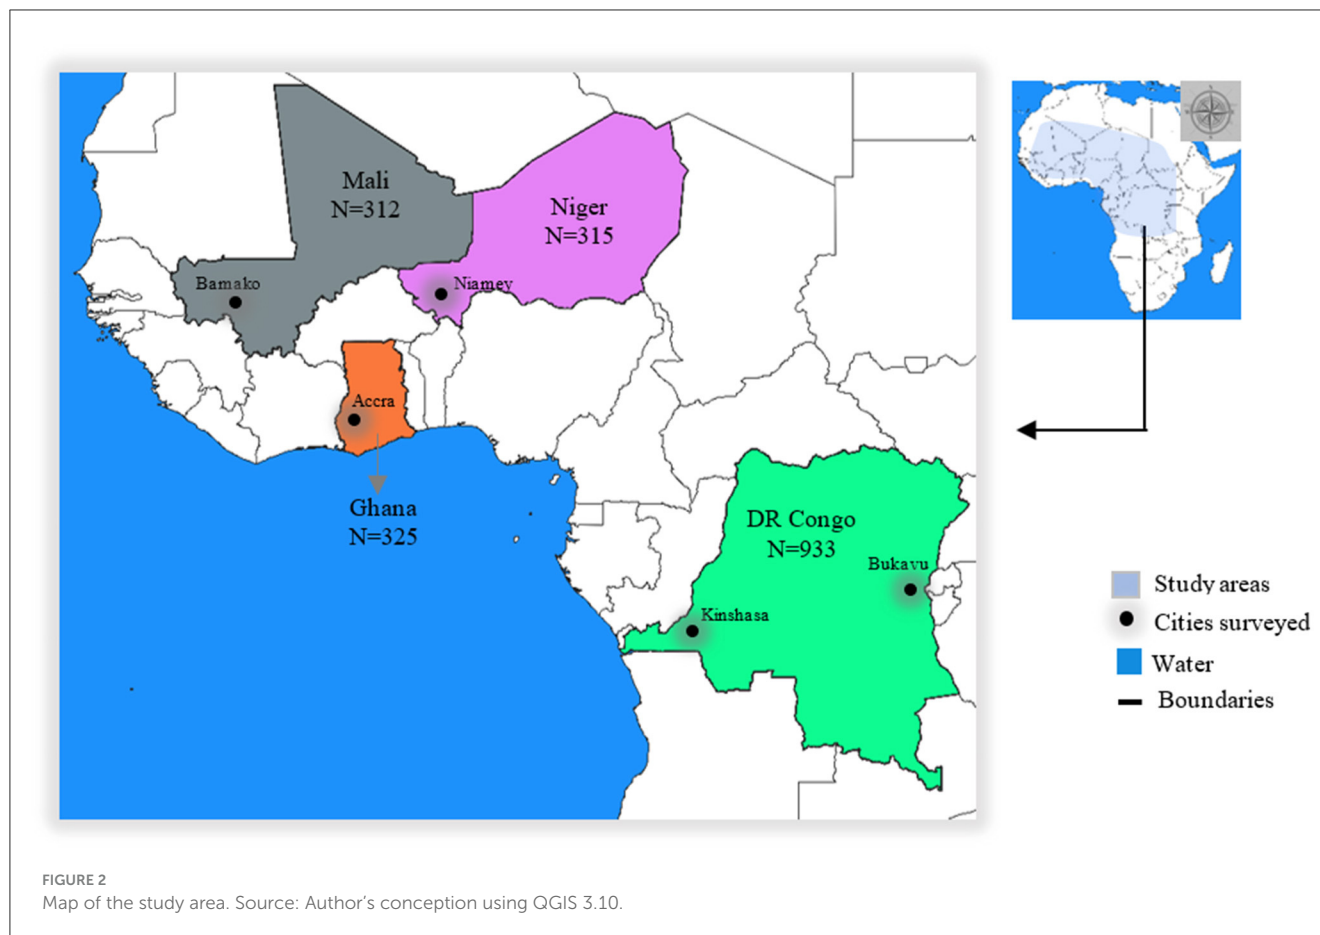 Mali
N=312
Niger
N=315
Bamako
Niamey
Accra
Ghana
N=325
DR Congo
N=933
Bukavu
Kinshasa
Study areas
Cities surveyed
Water
Boundaries
FIGURE 2
Map of the study area. Source: Author's conception using QGIS 3.10.